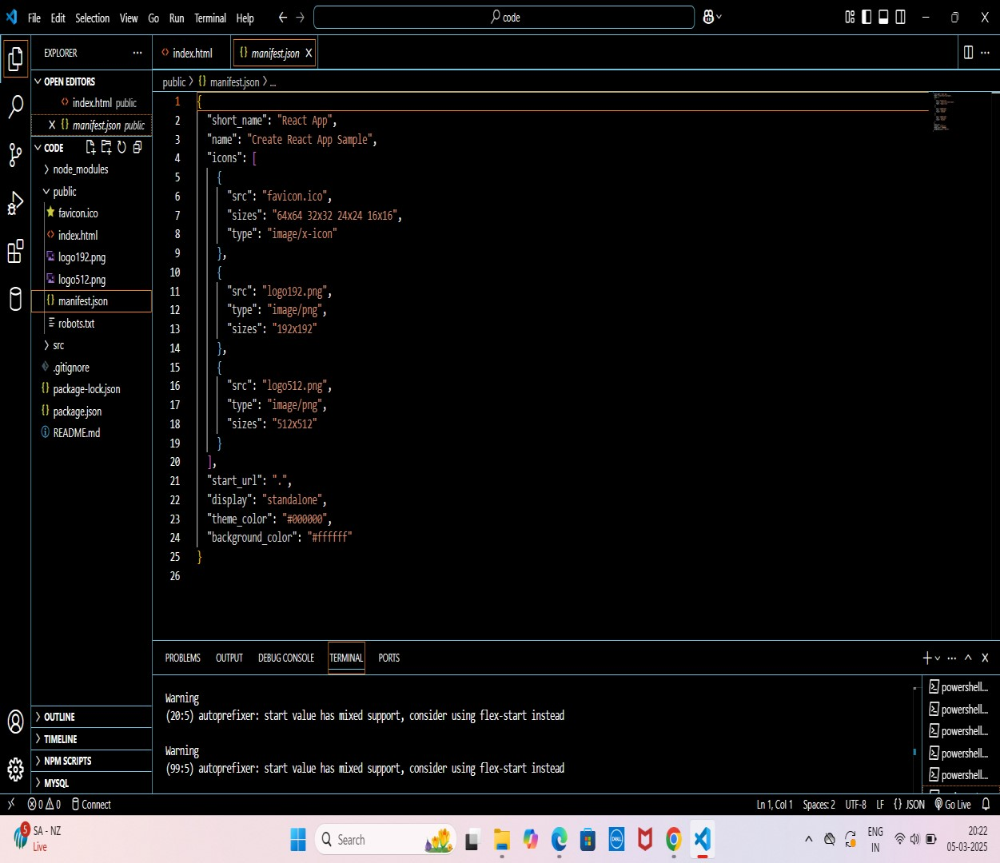 File Edit Selection View Go Run Terminal Help
code
EXPLORER
index.html
manifest.json
OPEN EDITORS
index.html public
manifest.json public
CODE
node_modules
public
favicon.ico
index.html
logo192.png
logo512.png
manifest.json
robots.txt
src
.gitignore
package-lock.json
package.json
README.md
OUTLINE
TIMELINE
NPM SCRIPTS
MYSQL
public > {} manifest.json > ...
1 {
2 "short_name": "React App",
3 "name": "Create React App Sample",
4 "icons": [
5 {
6 "src": "favicon.ico",
7 "sizes": "64x64 32x32 24x24 16x16",
8 "type": "image/x-icon"
9 },
10 {
11 "src": "logo192.png",
12 "type": "image/png",
13 "sizes": "192x192"
14 },
15 {
16 "src": "logo512.png",
17 "type": "image/png",
18 "sizes": "512x512"
19 }
20 ],
21 "start_url": ".",
22 "display": "standalone",
23 "theme_color": "#000000",
24 "background_color": "#ffffff"
25 }
26
PROBLEMS OUTPUT DEBUG CONSOLE TERMINAL PORTS
Warning
(20:5) autoprefixer: start value has mixed support, consider using flex-start instead
Warning
(99:5) autoprefixer: start value has mixed support, consider using flex-start instead
powershell...
powershell...
powershell...
powershell...
powershell...
0 0 Connect
Ln 1, Col 1 Spaces: 2 UTF-8 LF {} JSON Go Live
5
SA - NZ
Live
Search
DELL
ENG
IN
20:22
05-03-2025